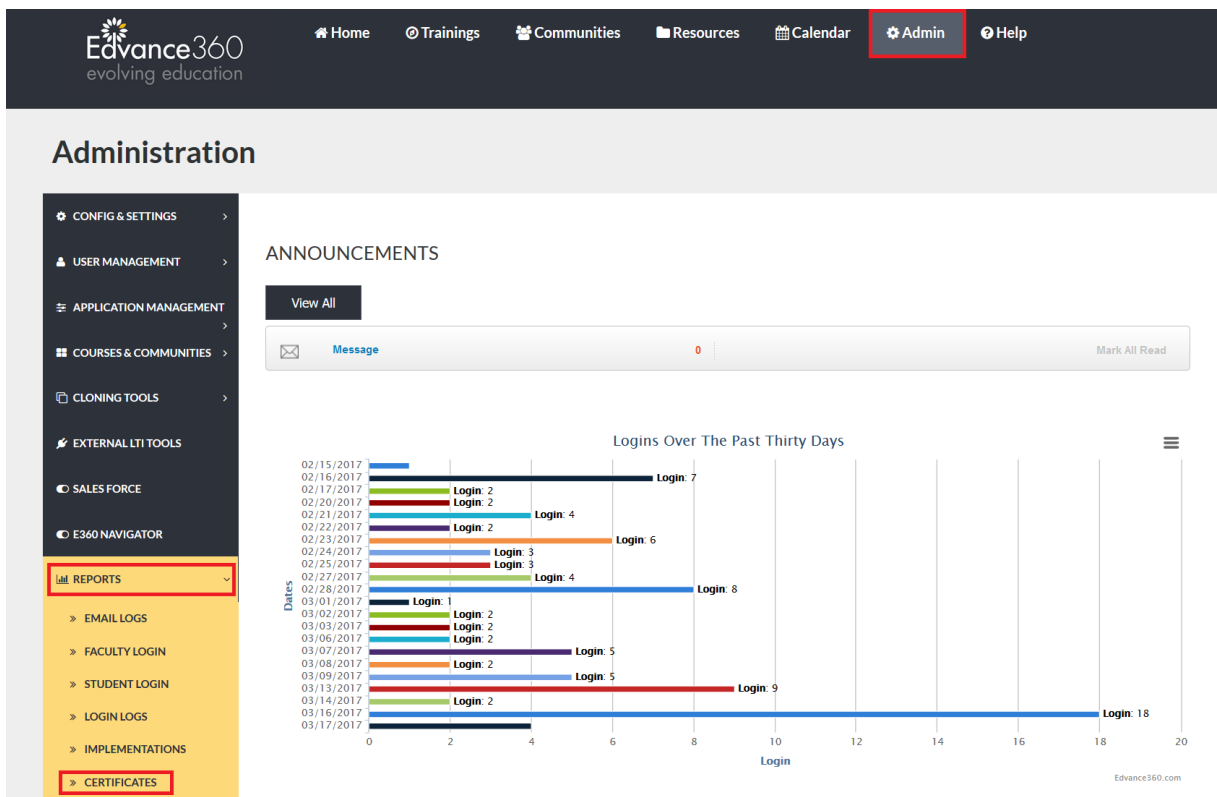 Edvance360
evolving education
Home Trainings Communities Resources Calendar Admin Help
Administration
CONFIG & SETTINGS
USER MANAGEMENT
APPLICATION MANAGEMENT
COURSES & COMMUNITIES
CLONING TOOLS
EXTERNAL LTI TOOLS
SALES FORCE
E360 NAVIGATOR
REPORTS
» EMAIL LOGS
» FACULTY LOGIN
» STUDENT LOGIN
» LOGIN LOGS
» IMPLEMENTATIONS
» CERTIFICATES
ANNOUNCEMENTS
View All
Message 0 Mark All Read
Logins Over The Past Thirty Days
Dates
02/15/2017
02/16/2017 Login: 7
02/17/2017 Login: 2
02/20/2017 Login: 2
02/21/2017 Login: 4
02/22/2017 Login: 2
02/23/2017 Login: 6
02/24/2017 Login: 3
02/25/2017 Login: 3
02/27/2017 Login: 4
02/28/2017 Login: 8
03/01/2017 Login: 1
03/02/2017 Login: 2
03/03/2017 Login: 2
03/06/2017 Login: 2
03/07/2017 Login: 5
03/08/2017 Login: 2
03/09/2017 Login: 5
03/13/2017 Login: 9
03/14/2017 Login: 2
03/16/2017 Login: 18
03/17/2017
0 2 4 6 8 10 12 14 16 18 20
Login
Edvance360.com